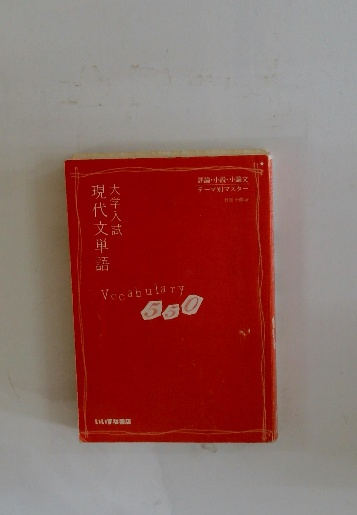 評論・小説・小論文
テーマ別マスター
大学入試
現代文単語
Vocabulary
550
いいずな書店